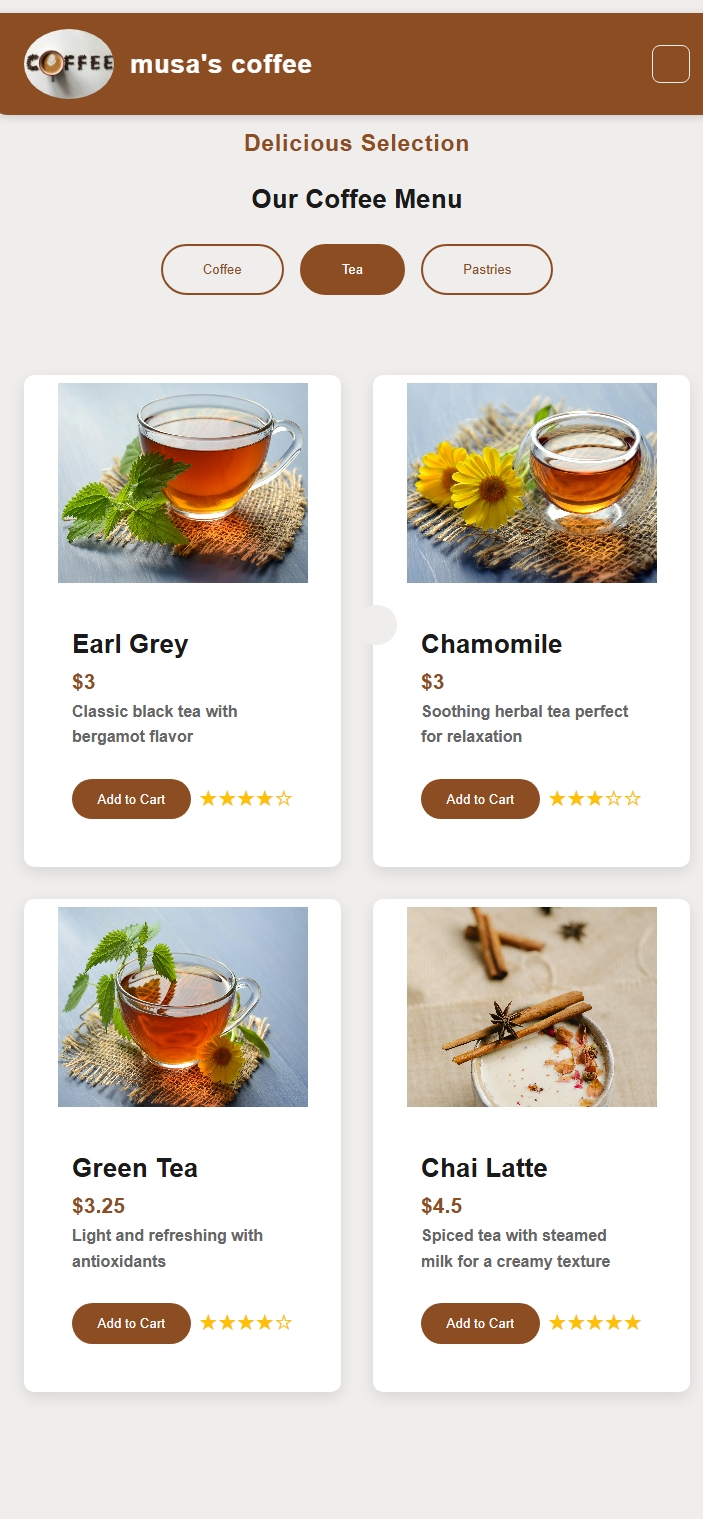 COFFEE
musa's coffee
Delicious Selection
Our Coffee Menu
Coffee
Tea
Pastries
Earl Grey
$3
Classic black tea with
bergamot flavor
Add to Cart ★★★★☆
Chamomile
$3
Soothing herbal tea perfect
for relaxation
Add to Cart ★★★☆☆
Green Tea
$3.25
Light and refreshing with
antioxidants
Add to Cart ★★★★☆
Chai Latte
$4.5
Spiced tea with steamed
milk for a creamy texture
Add to Cart ★★★★★